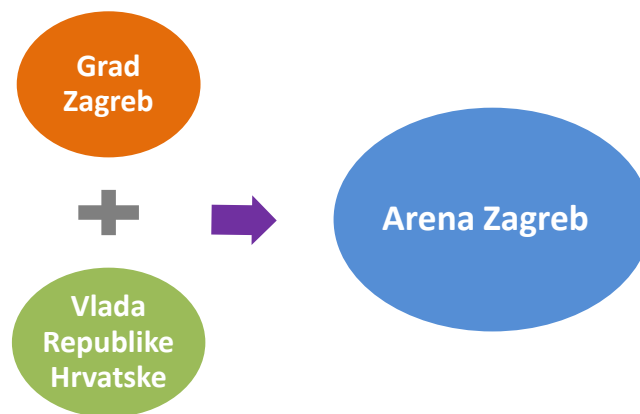 Grad
Zagreb
Arena Zagreb
Vlada
Republike
Hrvatske